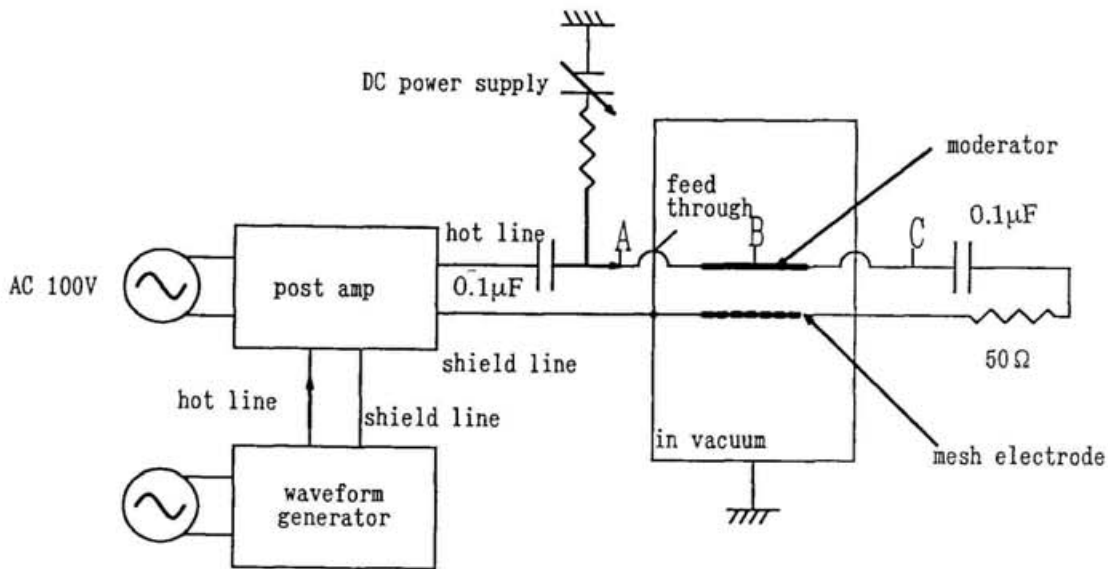 DC power supply
moderator
feed
through
hot line
A
B
C
0.1μF
AC 100V
post amp
0.1μF
shield line
50Ω
hot line
shield line
in vacuum
mesh electrode
waveform
generator